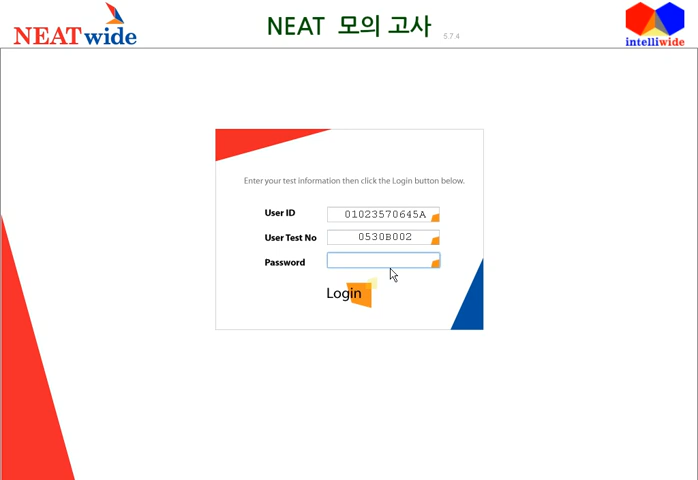 NEATwide
NEAT 모의 고사 5.7.4
intelliwide
Enter your test information then click the Login button below.
User ID 01023570645A
User Test No 0530B002
Password
Login